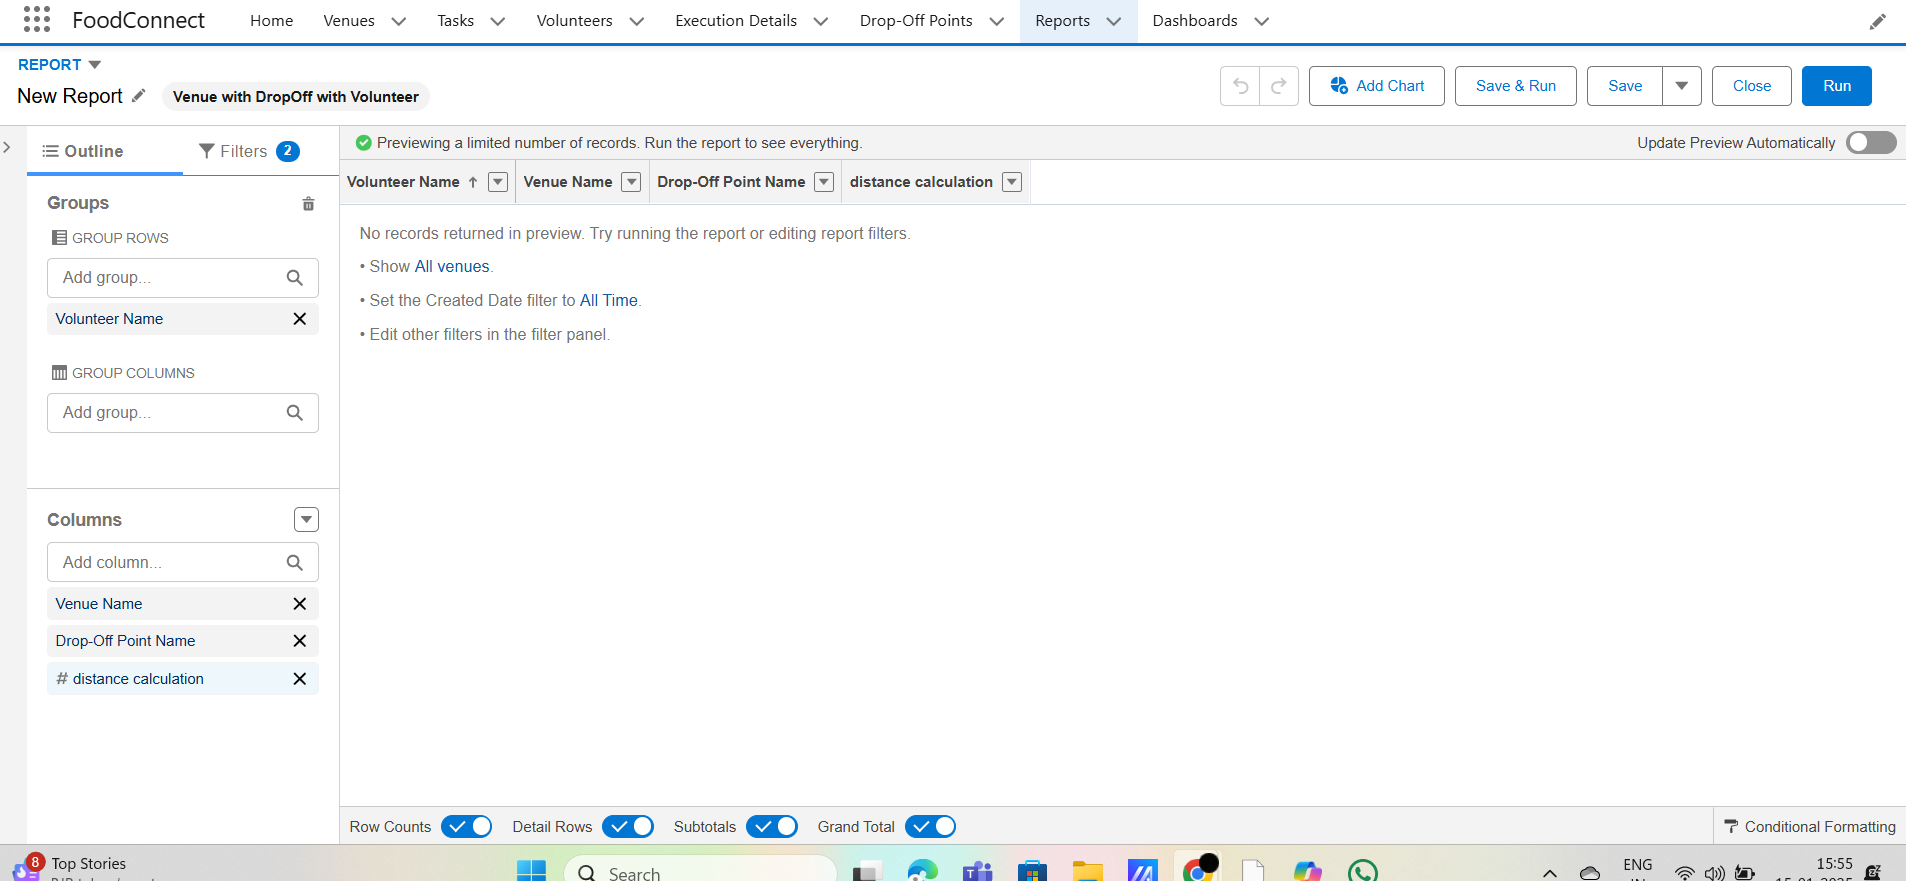 FoodConnect Home Venues Tasks Volunteers Execution Details Drop-Off Points Reports Dashboards
REPORT
New Report Venue with DropOff with Volunteer
Add Chart Save & Run Save Close Run
Outline Filters 2
Previewing a limited number of records. Run the report to see everything. Update Preview Automatically
Groups
GROUP ROWS
Add group...
Volunteer Name
GROUP COLUMNS
Add group...
Columns
Add column...
Venue Name
Drop-Off Point Name
# distance calculation
Volunteer Name Venue Name Drop-Off Point Name distance calculation
No records returned in preview. Try running the report or editing report filters.
• Show All venues.
• Set the Created Date filter to All Time.
• Edit other filters in the filter panel.
Row Counts Detail Rows Subtotals Grand Total Conditional Formatting
8 Top Stories
Search
ENG
15:55